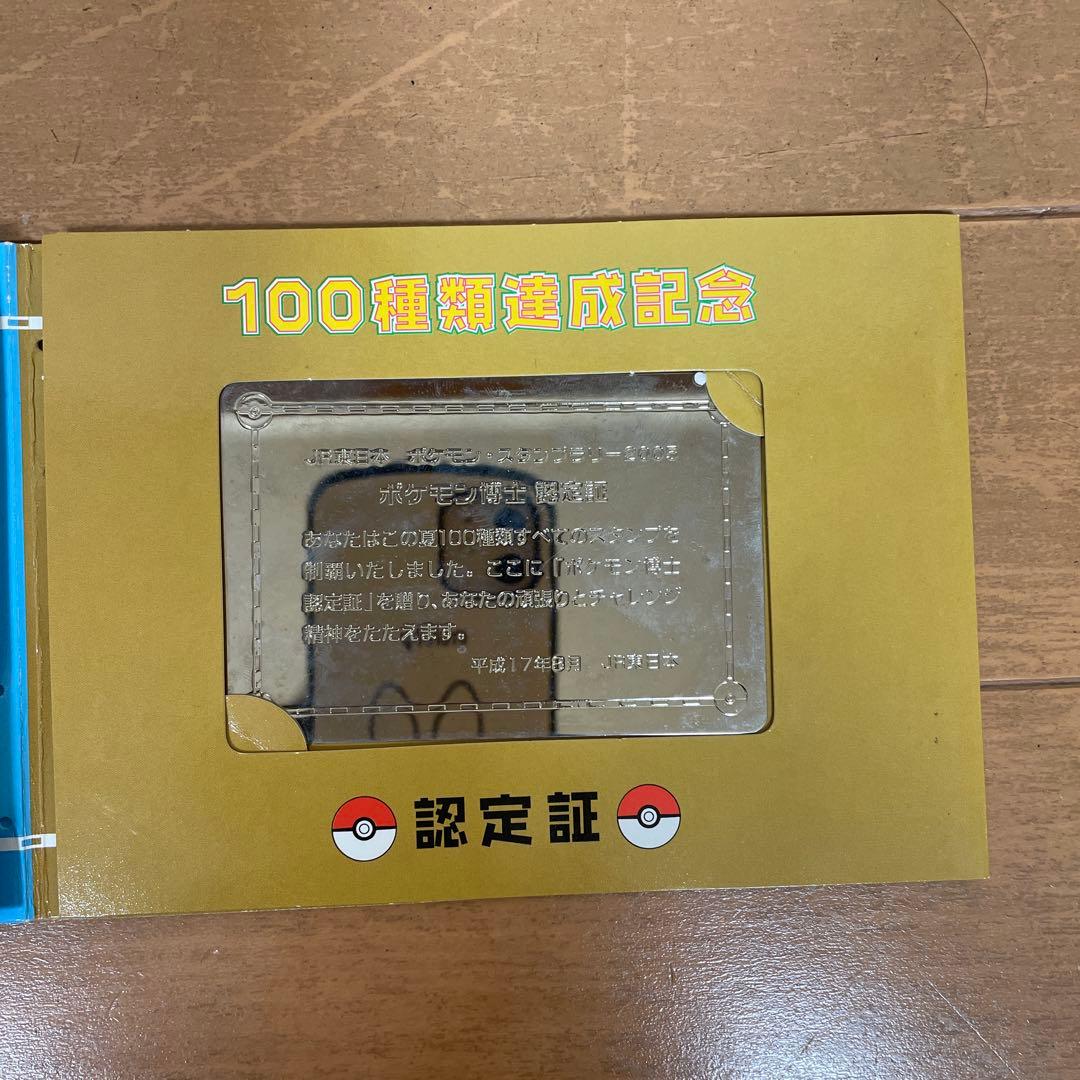 100種類達成記念
JR東日本 ポケモン・スタンプラリー2005
ポケモン博士 認定証
あなたはこの夏100種類すべてのスタンプを
制覇いたしました。ここに「ポケモン博士
認定証」を贈り、あなたの頑張りとチャレンジ
精神をたたえます。
平成17年8月 JR東日本
認定証